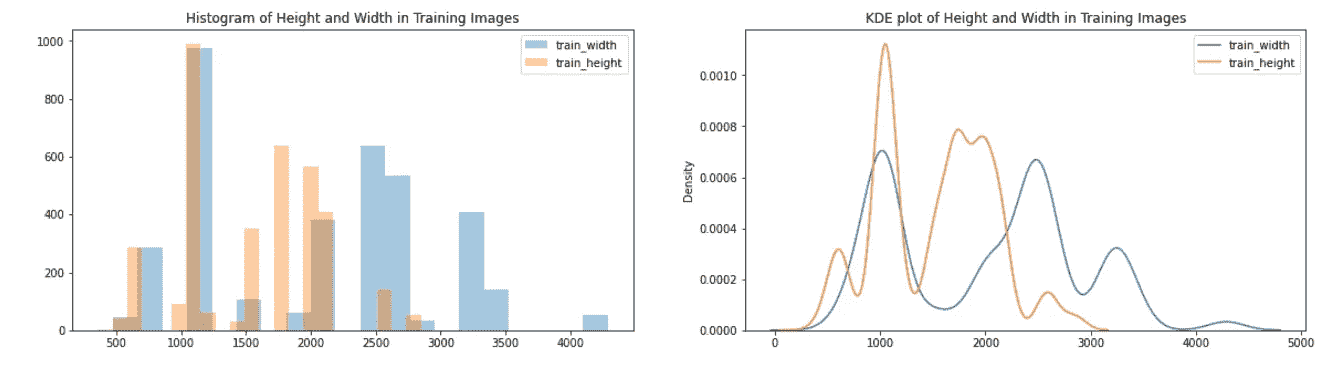 Histogram of Height and Width in Training Images
train_width
train_height
1000
800
600
400
200
0
500 1000 1500 2000 2500 3000 3500 4000
KDE plot of Height and Width in Training Images
train_width
train_height
Density
0.0010
0.0008
0.0006
0.0004
0.0002
0.0000
0 1000 2000 3000 4000 5000